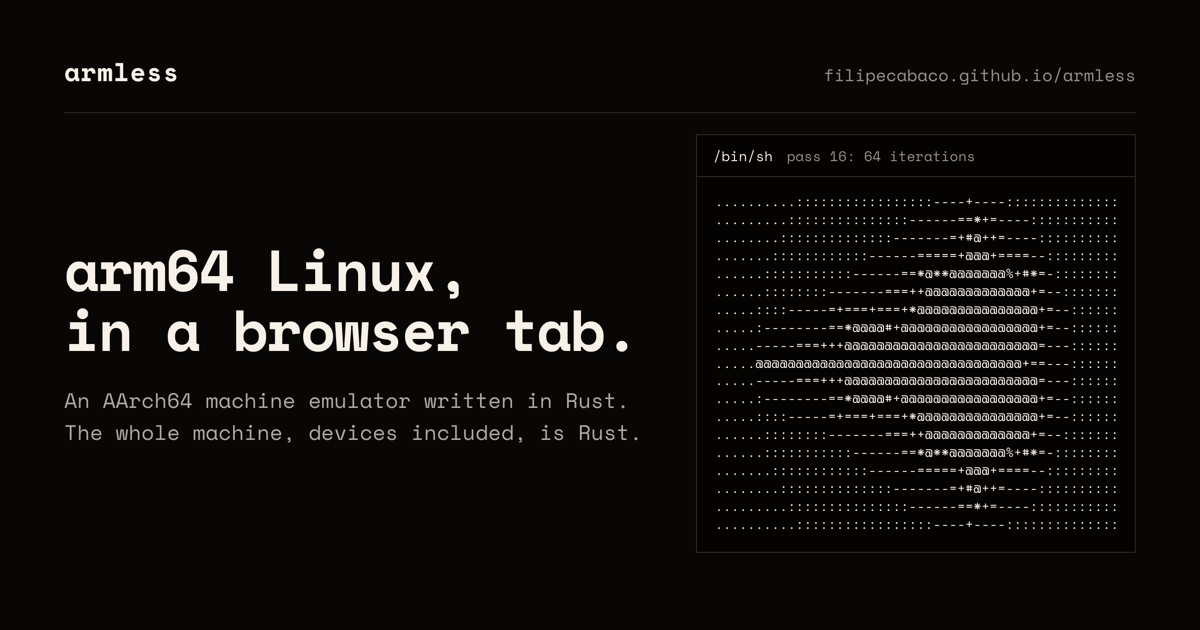 armless
filipecabaco.github.io/armless
arm64 Linux,
in a browser tab.
An AArch64 machine emulator written in Rust.
The whole machine, devices included, is Rust.
/bin/sh pass 16: 64 iterations
..........:::::::::::::::::----+----::::::::::::::
.........:::::::::::::::------==*+=----:::::::::::
........::::::::::::::-------=+#@++=----::::::::::
.......::::::::::::------=====+@@@+====--:::::::::
......:::::::::::------==*@**@@@@@@@%+#*=-::::::::
......::::::::-------===++@@@@@@@@@@@@@+=--:::::::
.....::::-----=+===+===+*@@@@@@@@@@@@@@@+=--::::::
.....:--------==*@@@@#+@@@@@@@@@@@@@@@@@+=--::::::
.....-----===+++@@@@@@@@@@@@@@@@@@@@@@@@=---::::::
.....@@@@@@@@@@@@@@@@@@@@@@@@@@@@@@@@@+==---::::::
.....-----===+++@@@@@@@@@@@@@@@@@@@@@@@@=---::::::
.....:--------==*@@@@#+@@@@@@@@@@@@@@@@@+=--::::::
.....::::-----=+===+===+*@@@@@@@@@@@@@@@+=--::::::
......::::::::-------===++@@@@@@@@@@@@@+=--:::::::
......:::::::::::------==*@**@@@@@@@%+#*=-::::::::
.......::::::::::::------=====+@@@+====--:::::::::
........::::::::::::::-------=+#@++=----::::::::::
.........:::::::::::::::------==*+=----:::::::::::
..........:::::::::::::::::----+----::::::::::::::